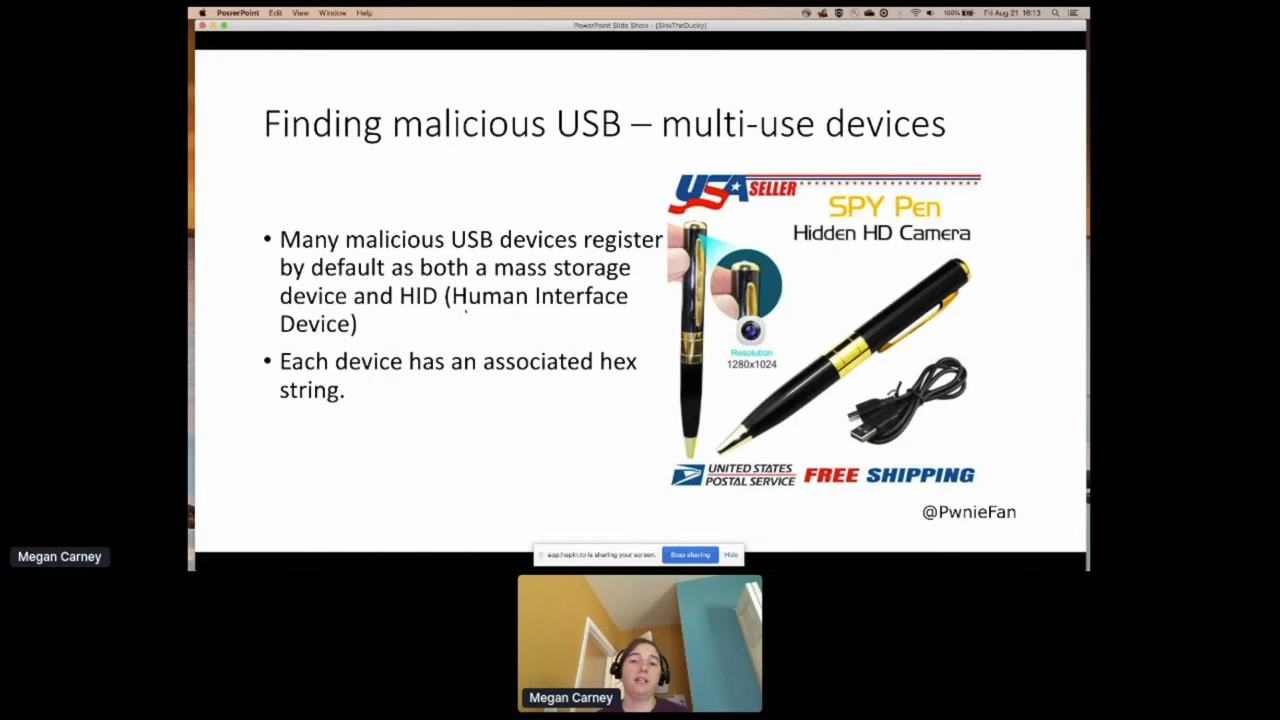 PowerPoint Edit View Window Help
100% Fri Aug 21 16:13
PowerPoint Slide Show - [SinkTheDucky]
Finding malicious USB – multi-use devices
• Many malicious USB devices register
by default as both a mass storage
device and HID (Human Interface
Device)
• Each device has an associated hex
string.
USA SELLER
SPY Pen
Hidden HD Camera
Resolution
1280x1024
UNITED STATES
POSTAL SERVICE
FREE SHIPPING
@PwnieFan
app.hopin.to is sharing your screen. Stop sharing Hide
Megan Carney
Megan Carney